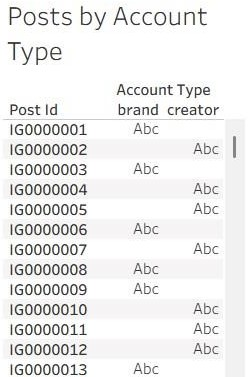 Posts by Account
Type
Account Type
Post Id brand creator
IG0000001 Abc
IG0000002 Abc
IG0000003 Abc
IG0000004 Abc
IG0000005 Abc
IG0000006 Abc
IG0000007 Abc
IG0000008 Abc
IG0000009 Abc
IG0000010 Abc
IG0000011 Abc
IG0000012 Abc
IG0000013 Abc